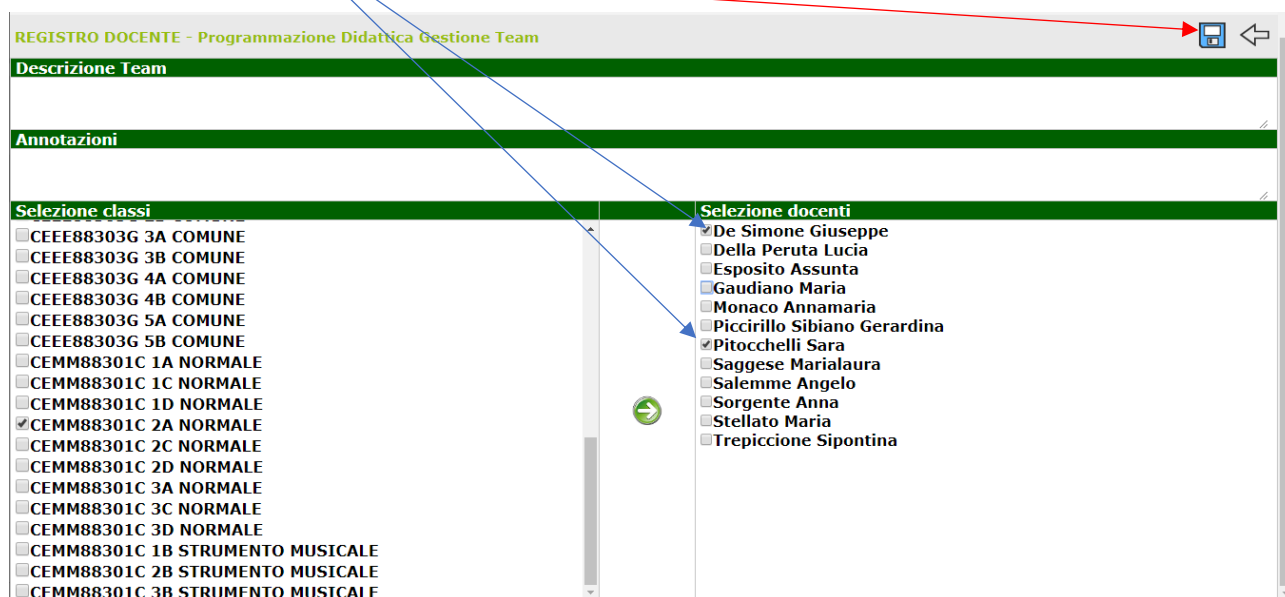 REGISTRO DOCENTE - Programmazione Didattica Gestione Team
Descrizione Team
Annotazioni
Selezione classi
Selezione docenti
CEEE88303G 3A COMUNE
CEEE88303G 3B COMUNE
CEEE88303G 4A COMUNE
CEEE88303G 4B COMUNE
CEEE88303G 5A COMUNE
CEEE88303G 5B COMUNE
CEMM88301C 1A NORMALE
CEMM88301C 1C NORMALE
CEMM88301C 1D NORMALE
CEMM88301C 2A NORMALE
CEMM88301C 2C NORMALE
CEMM88301C 2D NORMALE
CEMM88301C 3A NORMALE
CEMM88301C 3C NORMALE
CEMM88301C 3D NORMALE
CEMM88301C 1B STRUMENTO MUSICALE
CEMM88301C 2B STRUMENTO MUSICALE
CEMM88301C 3B STRUMENTO MUSICALE
De Simone Giuseppe
Della Peruta Lucia
Esposito Assunta
Gaudiano Maria
Monaco Annamaria
Piccirillo Sibiano Gerardina
Pitocchelli Sara
Saggese Marialaura
Salemme Angelo
Sorgente Anna
Stellato Maria
Trepiccione Sipontina